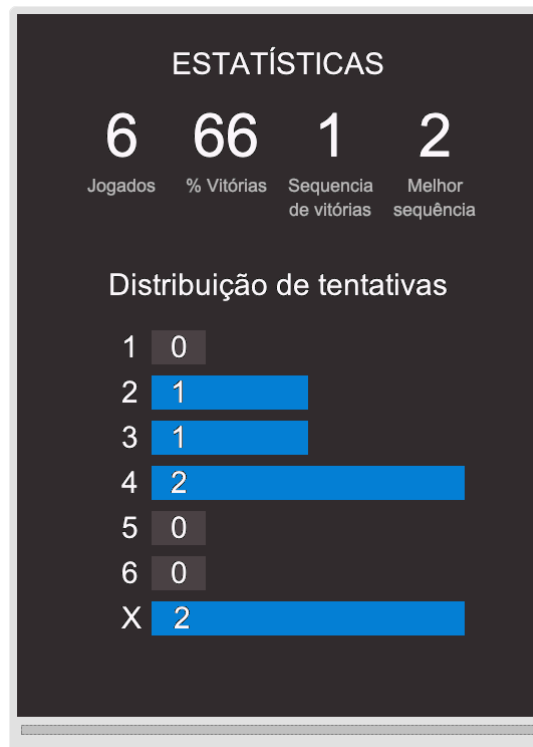 ESTATÍSTICAS
6 66 1 2
Jogados % Vitórias Sequencia de vitórias Melhor sequência
Distribuição de tentativas
1 0
2 1
3 1
4 2
5 0
6 0
X 2